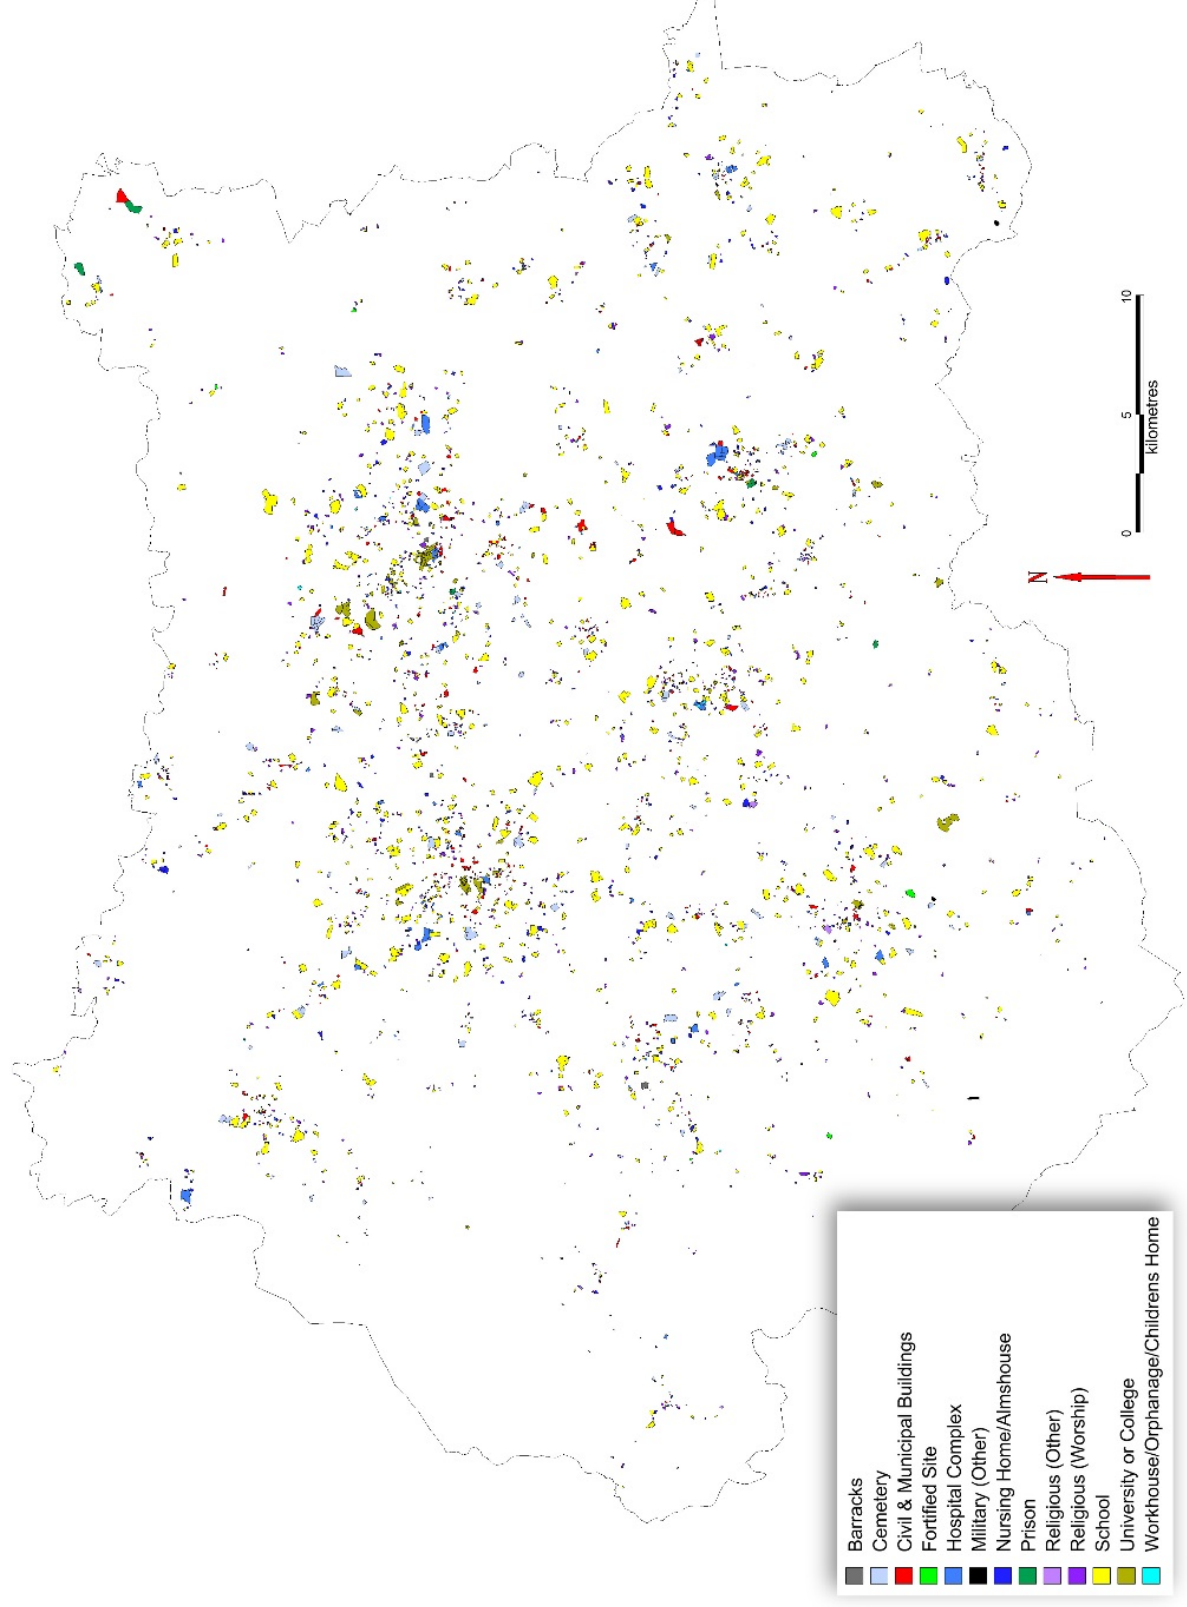 Barracks
Cemetery
Civil & Municipal Buildings
Fortified Site
Hospital Complex
Military (Other)
Nursing Home/Almshouse
Prison
Religious (Other)
Religious (Worship)
School
University or College
Workhouse/Orphanage/Childrens Home
N
0 5 10
kilometres